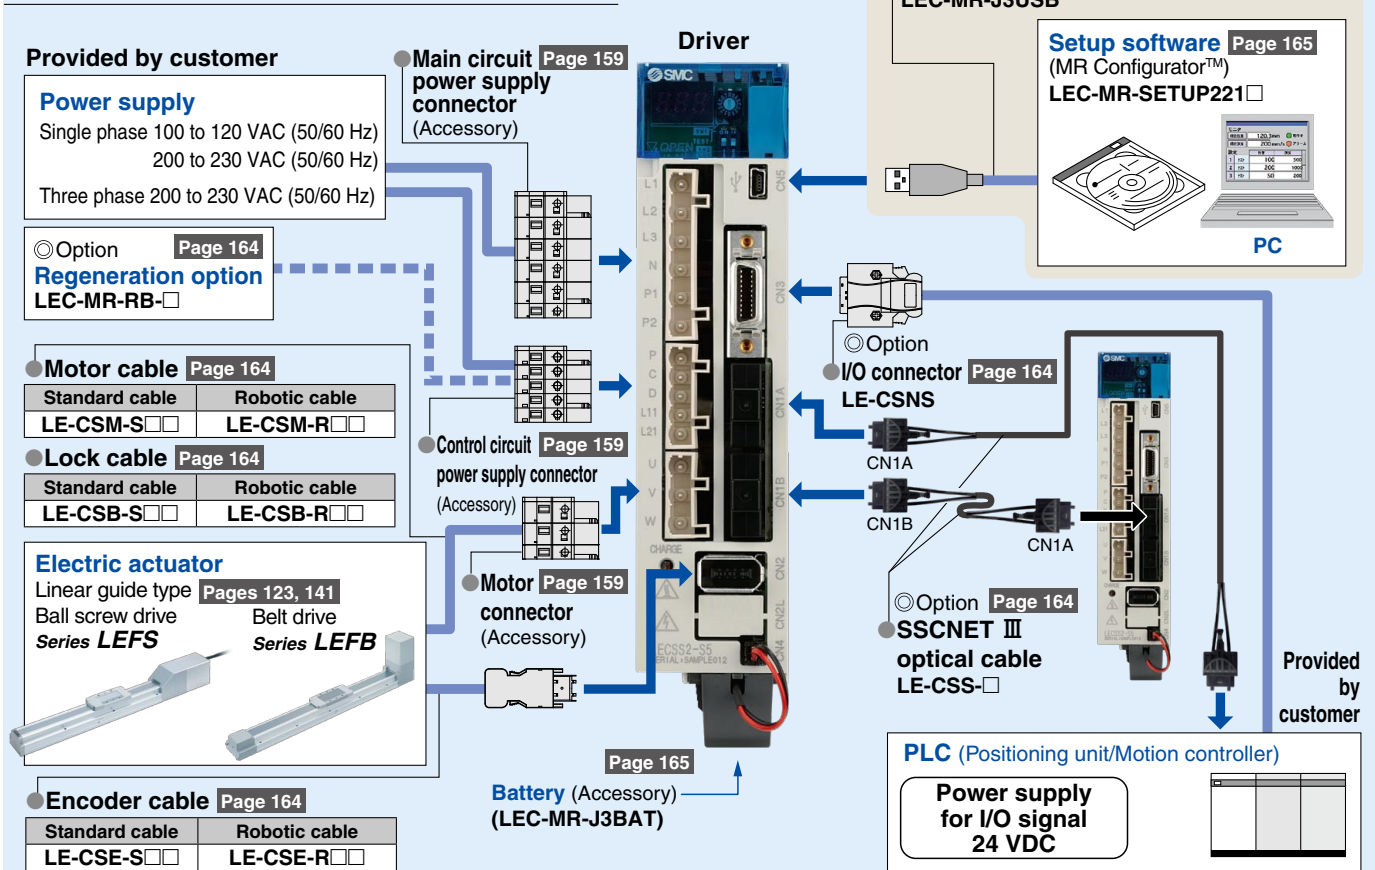 LEC-MR-J3USB
Provided by customer
Power supply
Single phase 100 to 120 VAC (50/60 Hz)
200 to 230 VAC (50/60 Hz)
Three phase 200 to 230 VAC (50/60 Hz)
◎Option Page 164
Regeneration option
LEC-MR-RB-□
●Motor cable Page 164
Standard cable Robotic cable
LE-CSM-S□□ LE-CSM-R□□
●Lock cable Page 164
Standard cable Robotic cable
LE-CSB-S□□ LE-CSB-R□□
Electric actuator
Linear guide type Pages 123, 141
Ball screw drive Belt drive
Series LEFS Series LEFB
●Encoder cable Page 164
Standard cable Robotic cable
LE-CSE-S□□ LE-CSE-R□□
●Main circuit Page 159
power supply
connector
(Accessory)
●Control circuit Page 159
power supply connector
(Accessory)
●Motor Page 159
connector
(Accessory)
Page 165
Battery (Accessory)
(LEC-MR-J3BAT)
Driver
SMC
OPEN
L1
L2
L3
N
P1
P2
P
C
D
L11
L21
U
V
W
CHARGE
CN5
CN3
CN1A
CN1B
CN2
CN2L
CN4
LECSS2-S5
SERIAL:SAMPLE012
Setup software Page 165
(MR Configurator™)
LEC-MR-SETUP221□
PC
◎Option
●I/O connector Page 164
LE-CSNS
CN1A
CN1B
CN1A
◎Option Page 164
●SSCNET Ⅲ
optical cable
LE-CSS-□
Provided
by
customer
PLC (Positioning unit/Motion controller)
Power supply
for I/O signal
24 VDC